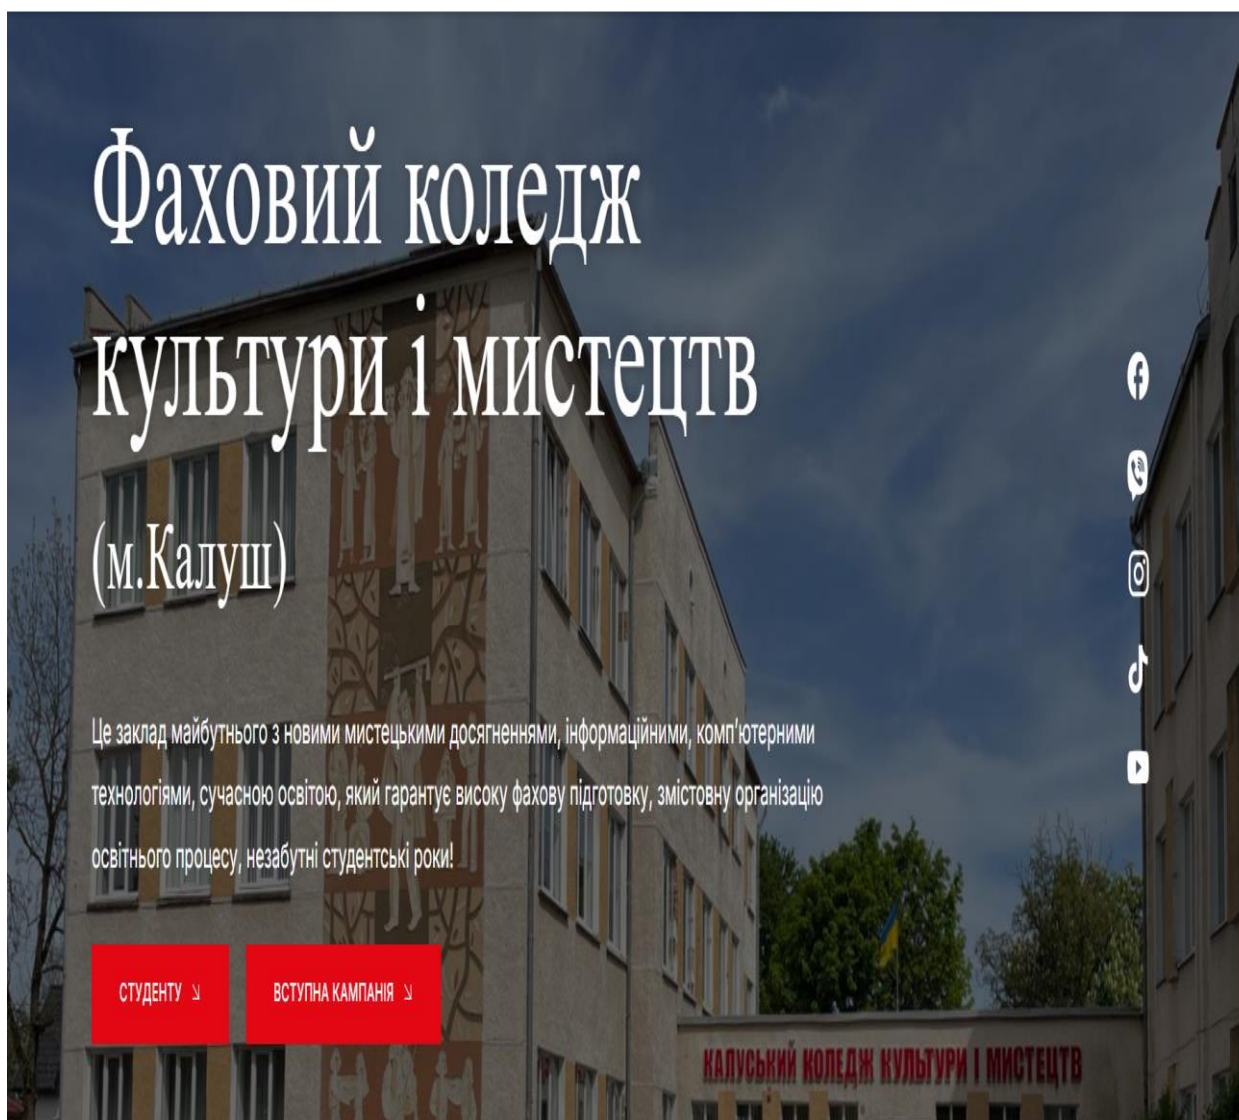 Фаховий коледж
культури і мистецтв
(м.Калуш)
Це заклад майбутнього з новими мистецькими досягненнями, інформаційними, комп’ютерними
технологіями, сучасною освітою, який гарантує високу фахову підготовку, змістовну організацію
освітнього процесу, незабутні студентські роки!
СТУДЕНТУ
ВСТУПНА КАМПАНІЯ
КАЛУСЬКИЙ КОЛЕДЖ КУЛЬТУРИ І МИСТЕЦТВ